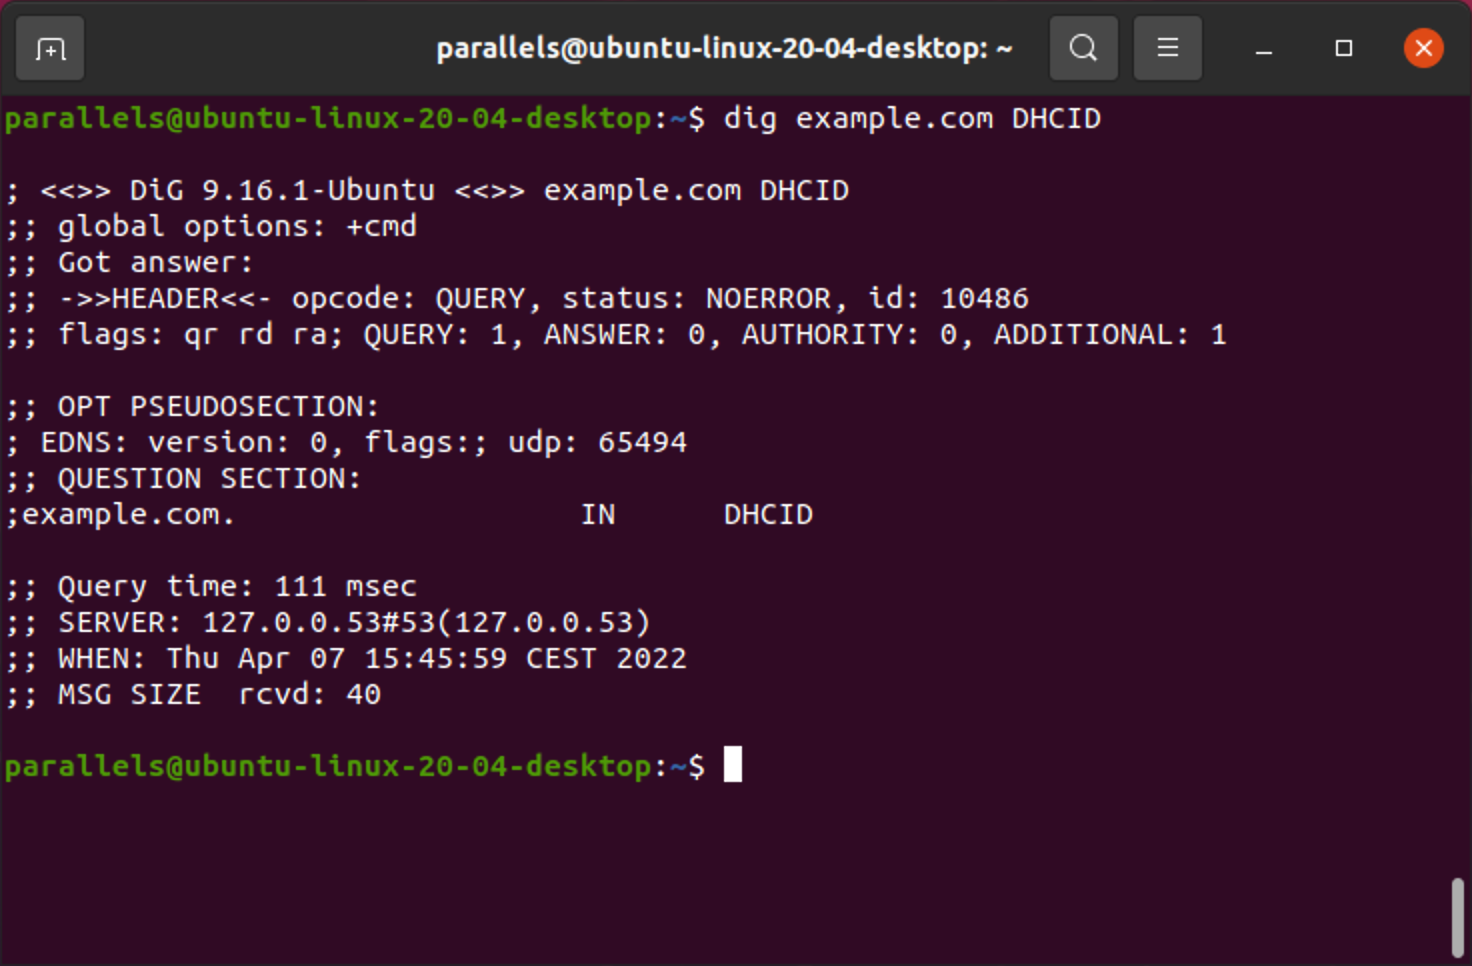 parallels@ubuntu-linux-20-04-desktop: ~
parallels@ubuntu-linux-20-04-desktop:~$ dig example.com DHCID
; <<>> DiG 9.16.1-Ubuntu <<>> example.com DHCID
;; global options: +cmd
;; Got answer:
;; ->>HEADER<<- opcode: QUERY, status: NOERROR, id: 10486
;; flags: qr rd ra; QUERY: 1, ANSWER: 0, AUTHORITY: 0, ADDITIONAL: 1
;; OPT PSEUDOSECTION:
; EDNS: version: 0, flags:; udp: 65494
;; QUESTION SECTION:
;example.com. IN DHCID
;; Query time: 111 msec
;; SERVER: 127.0.0.53#53(127.0.0.53)
;; WHEN: Thu Apr 07 15:45:59 CEST 2022
;; MSG SIZE  rcvd: 40
parallels@ubuntu-linux-20-04-desktop:~$